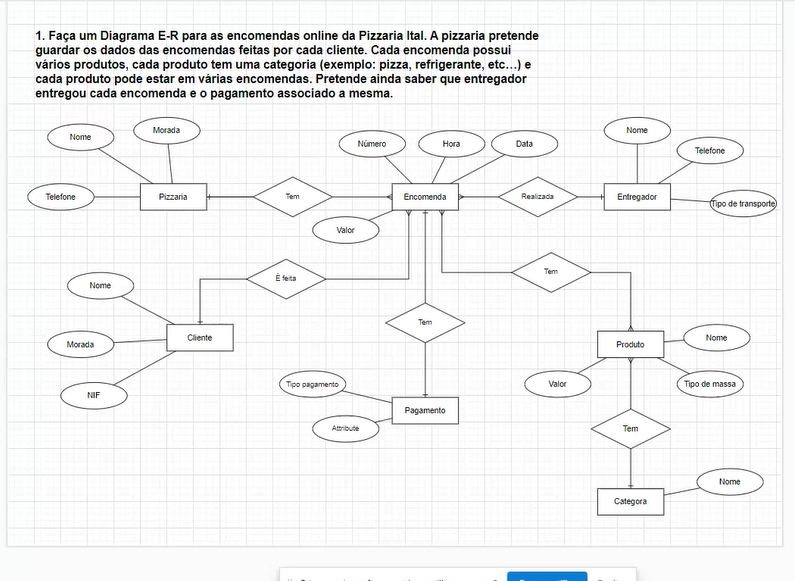 1. Faça um Diagrama E-R para as encomendas online da Pizzaria Ital. A pizzaria pretende
guardar os dados das encomendas feitas por cada cliente. Cada encomenda possui
vários produtos, cada produto tem uma categoria (exemplo: pizza, refrigerante, etc...) e
cada produto pode estar em várias encomendas. Pretende ainda saber que entregador
entregou cada encomenda e o pagamento associado a mesma.
Nome
Morada
Número
Hora
Data
Nome
Telefone
Telefone
Pizzaria
Tem
Encomenda
Realizada
Entregador
Tipo de transporte
Valor
Nome
É feita
Tem
Morada
Cliente
Tem
Produto
Nome
NIF
Tipo pagamento
Valor
Tipo de massa
Pagamento
Attribute
Tem
Nome
Categora